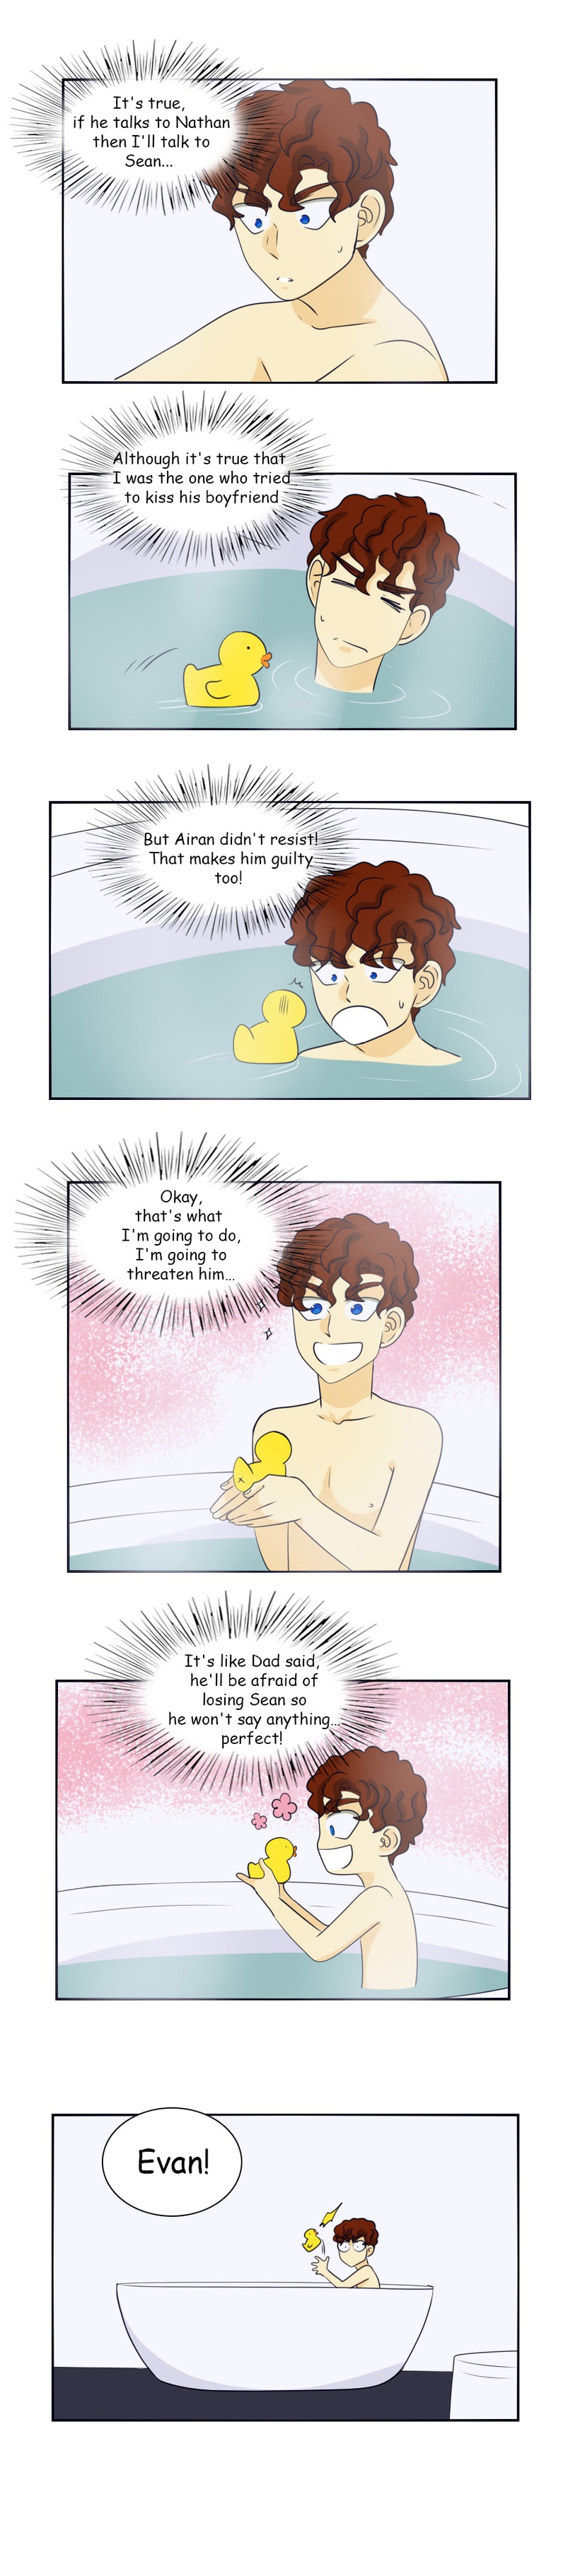 It's true,
if he talks to Nathan
then I'll talk to
Sean...
Although it's true that
I was the one who tried
to kiss his boyfriend
But Airan didn't resist!
That makes him guilty
too!
Okay,
that's what
I'm going to do,
I'm going to
threaten him...
It's like Dad said,
he'll be afraid of
losing Sean so
he won't say anything...
perfect!
Evan!